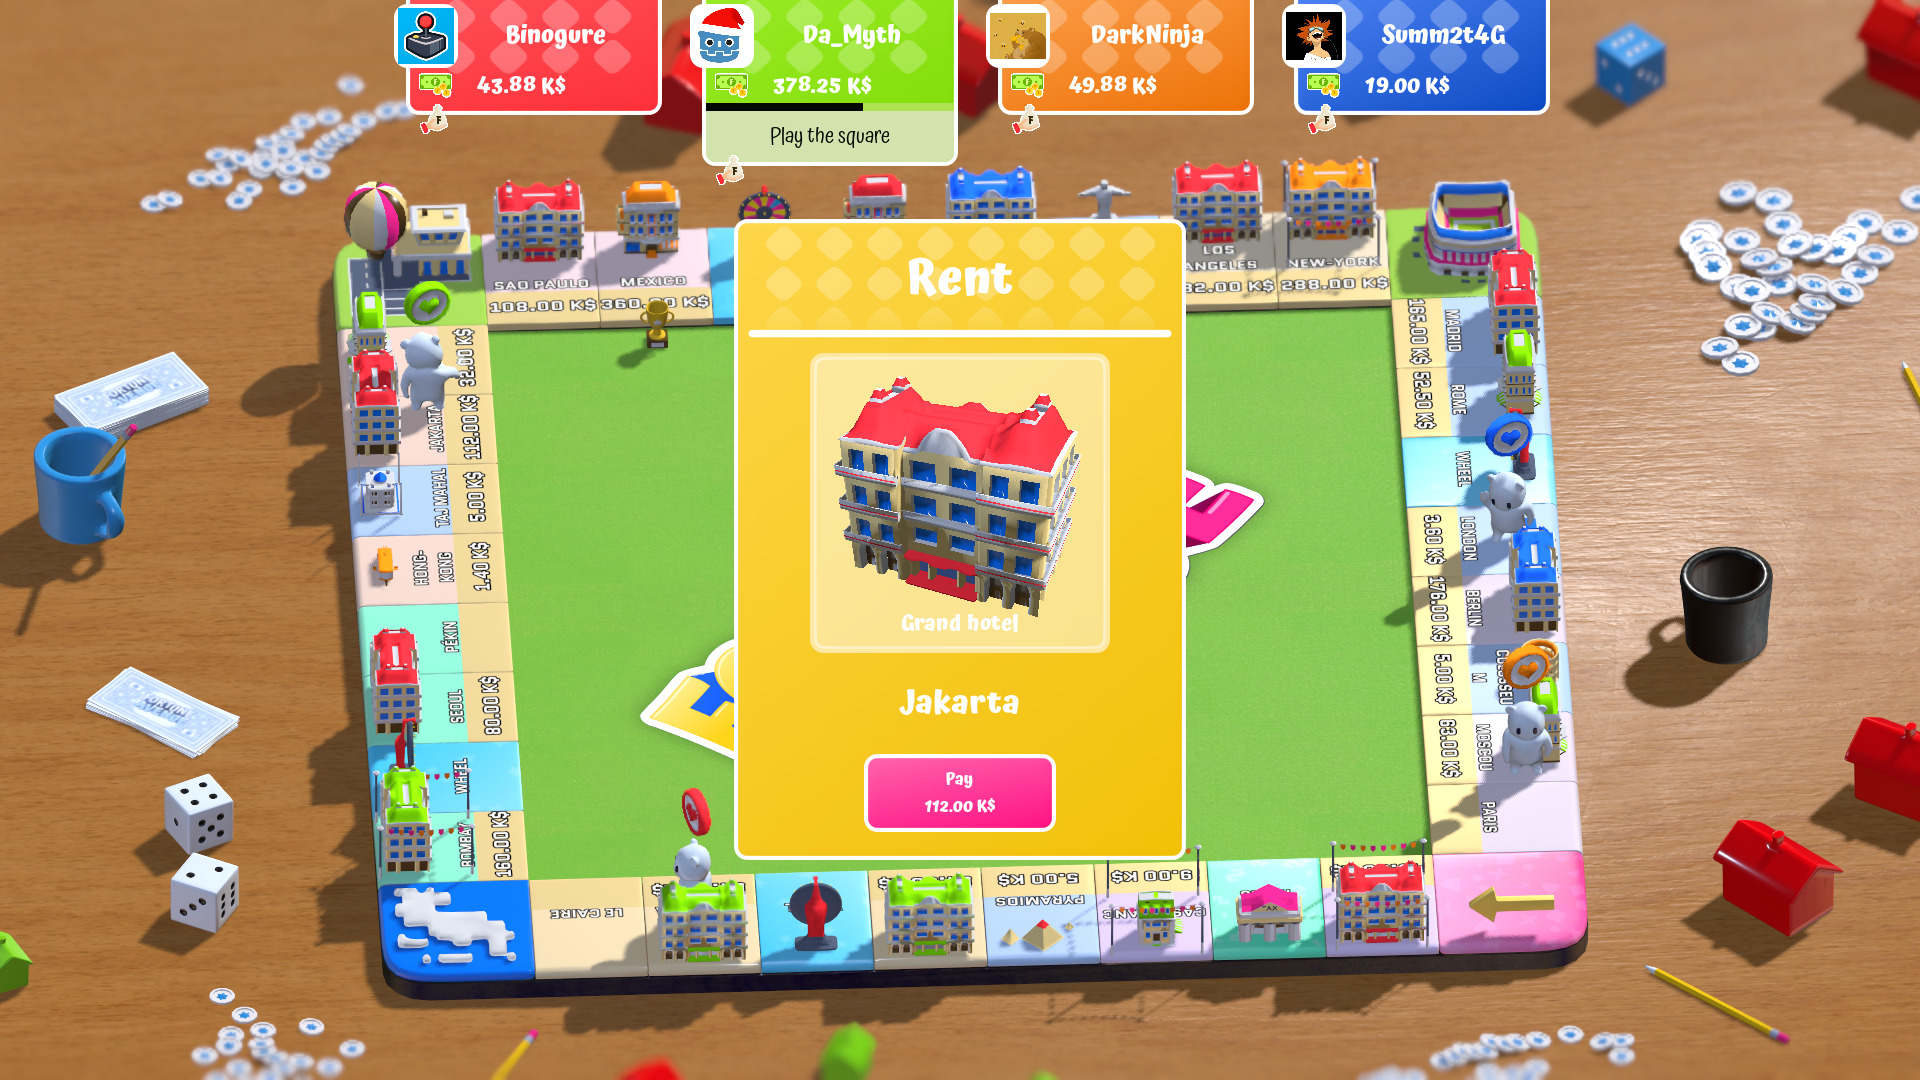 Binogure
43.88 K$
Da_Myth
378.25 K$
Play the square
DarkNinja
49.88 K$
Summ2t4G
19.00 K$
Rent
Grand hotel
Jakarta
Pay
112.00 K$
SAO PAULO
108.00 K$
MEXICO
LOS
ANGELES
NEW-YORK
288.00 K$
MADRID
165.00 K$
ROME
52.50 K$
WHEEL
LONDON
3.60 K$
BERLIN
176.00 K$
5.00 K$
MOSCOU
63.00 K$
PARIS
32.00 K$
JAKARTA
112.00 K$
TAJ MAHAL
5.00 K$
HONG-
KONG
1.40 K$
PÉKIN
SEOUL
80.00 K$
WHEEL
BOMBAY
160.00 K$
LE CAIRE
PYRAMIDS
5.00 K$
9.00 K$